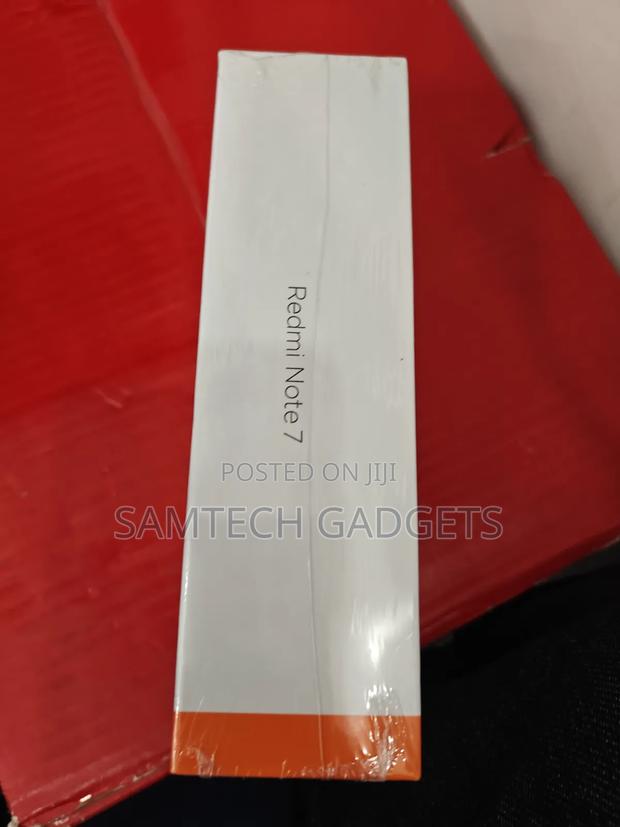 Redmi Note 7
POSTED ON JIJI
SAMTECH GADGETS